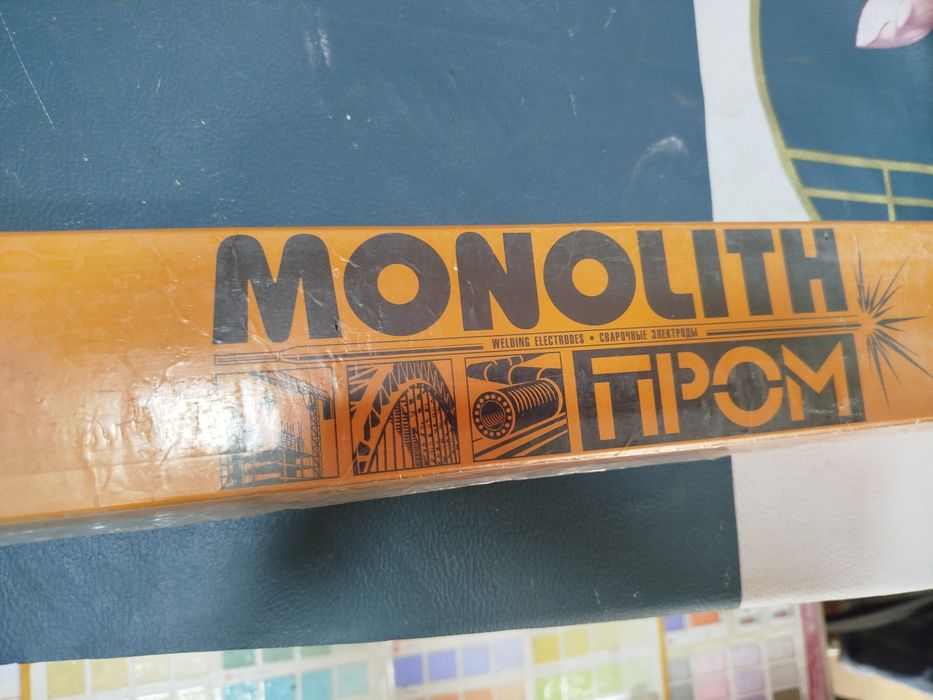 MONOLITH
WELDING ELECTRODES • СВАРОЧНЫЕ ЭЛЕКТРОДЫ
ПРОМ